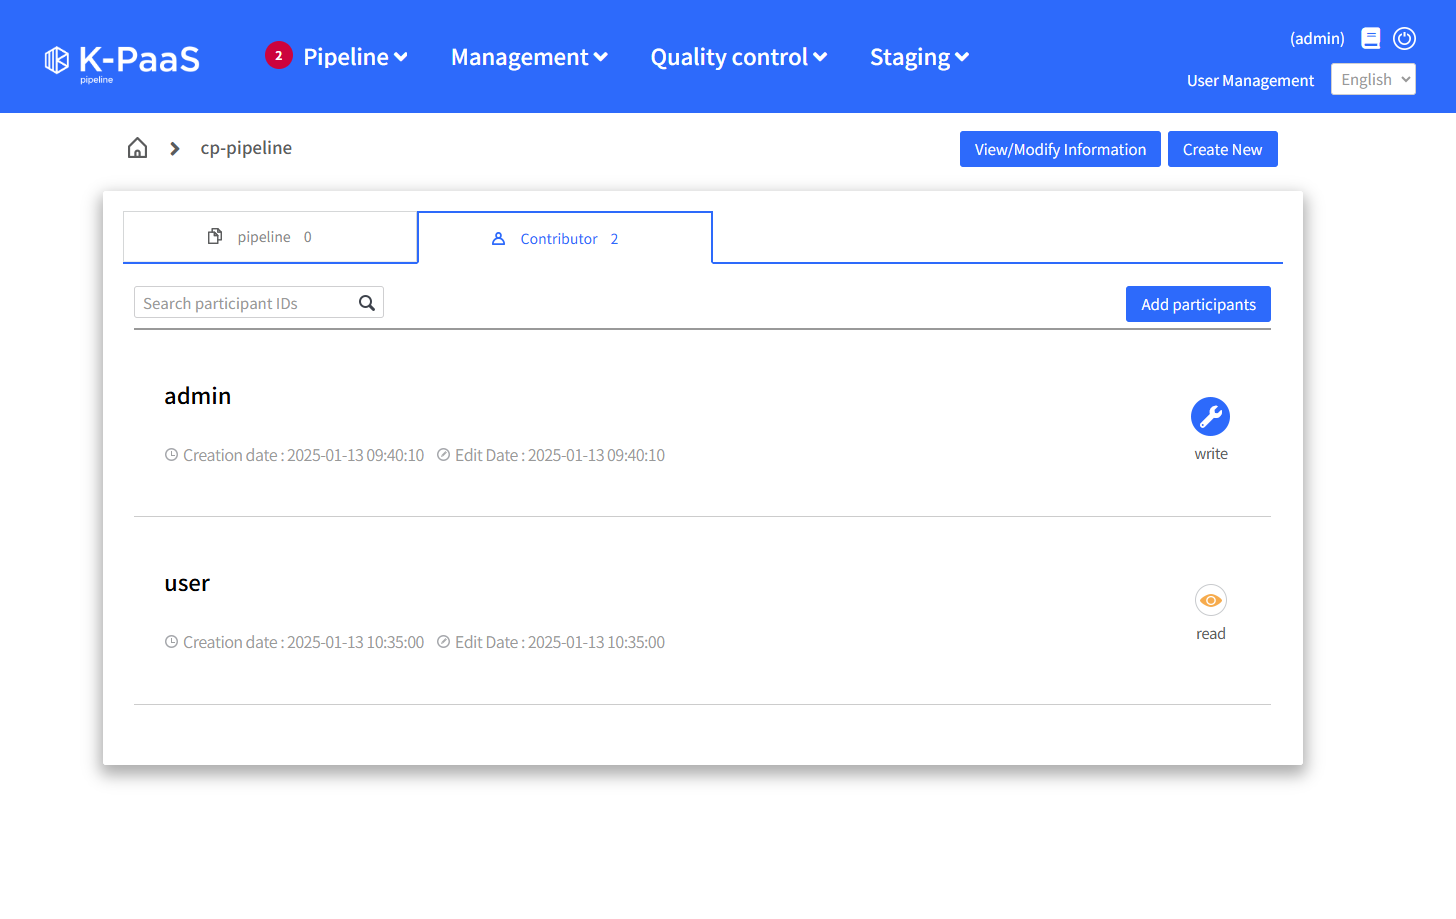 K-PaaS
pipeline
2 Pipeline Management Quality control Staging
(admin)
User Management English
cp-pipeline
View/Modify Information Create New
pipeline 0 Contributor 2
Search participant IDs Add participants
admin
Creation date : 2025-01-13 09:40:10 Edit Date : 2025-01-13 09:40:10
write
user
Creation date : 2025-01-13 10:35:00 Edit Date : 2025-01-13 10:35:00
read